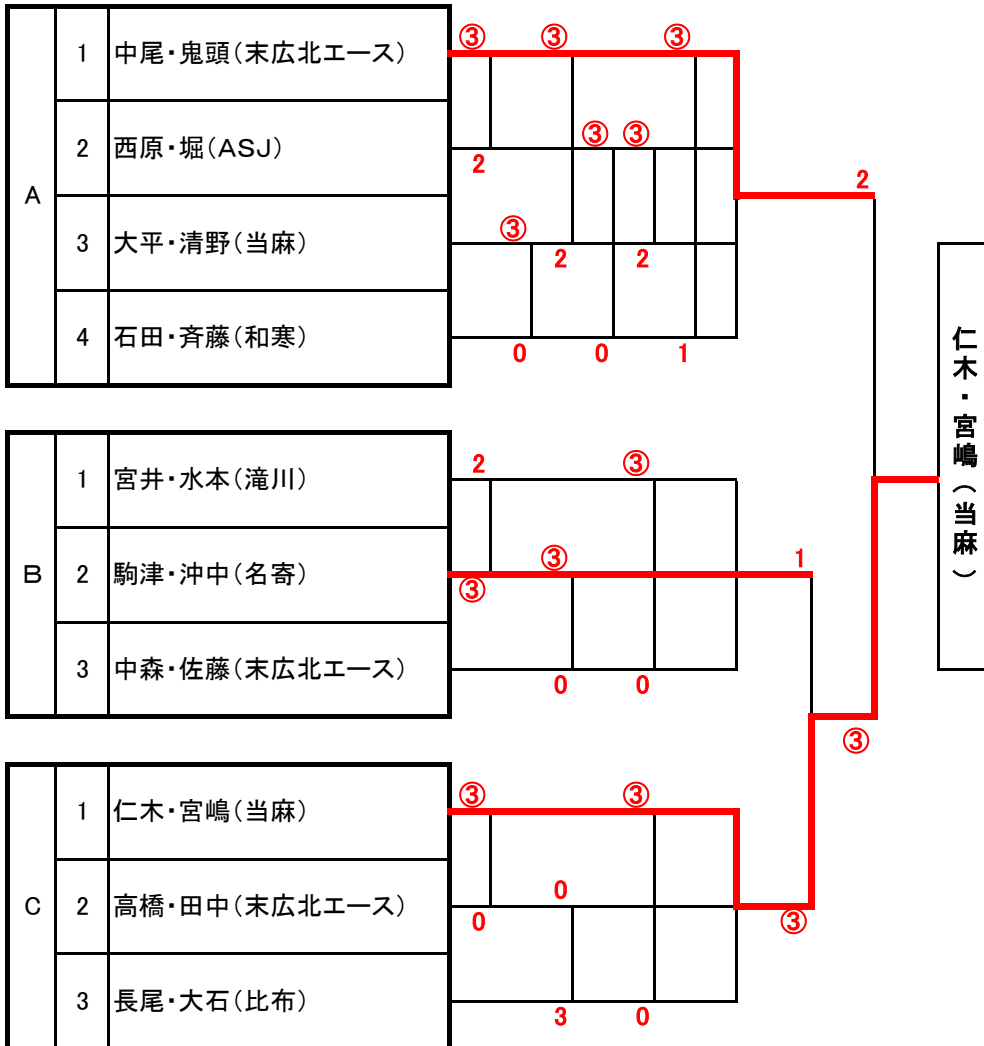 A
1 中尾・鬼頭(末広北エース)
2 西原・堀(ASJ)
3 大平・清野(当麻)
4 石田・斉藤(和寒)
③ ③ ③
③ ③
2
③
2 2
0 0 1
2
B
1 宮井・水本(滝川)
2 駒津・沖中(名寄)
3 中森・佐藤(末広北エース)
2 ③
③
③
0 0
1
C
1 仁木・宮嶋(当麻)
2 高橋・田中(末広北エース)
3 長尾・大石(比布)
③ ③
0
0
3 0
③
③
仁木・宮嶋(当麻)